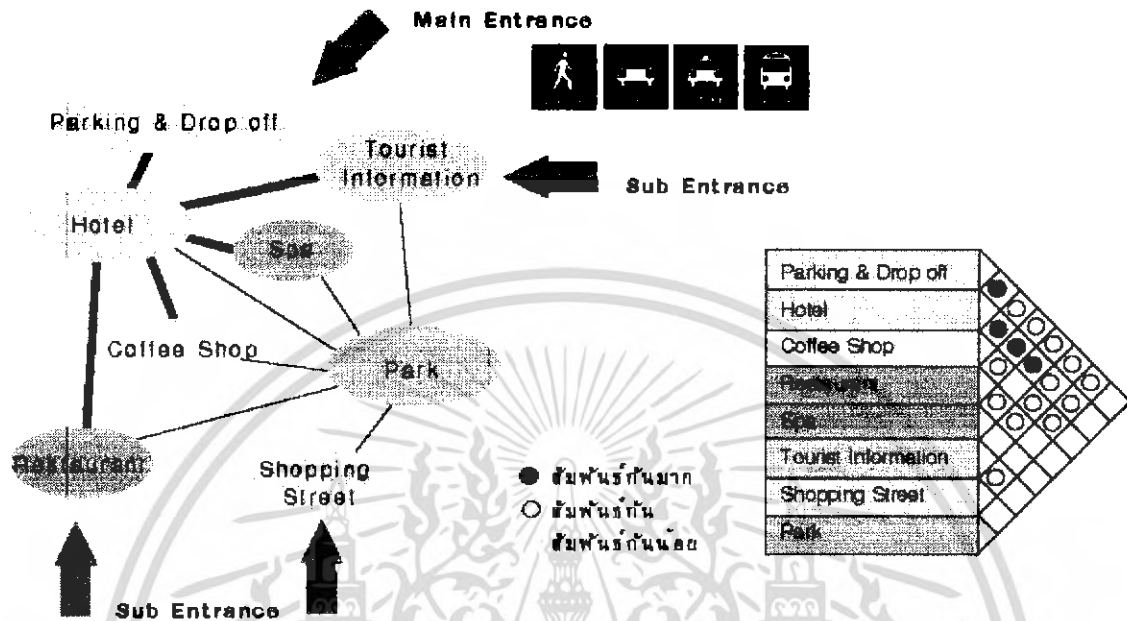 Main Entrance
Parking & Drop off
Tourist
Information
Sub Entrance
Hotel
Spa
Coffee Shop
Park
Restaurant
Shopping
Street
Sub Entrance
สัมพันธ์กันมาก
สัมพันธ์กัน
สัมพันธ์กันน้อย
Parking & Drop off
Hotel
Coffee Shop
Restaurant
Spa
Tourist Information
Shopping Street
Park